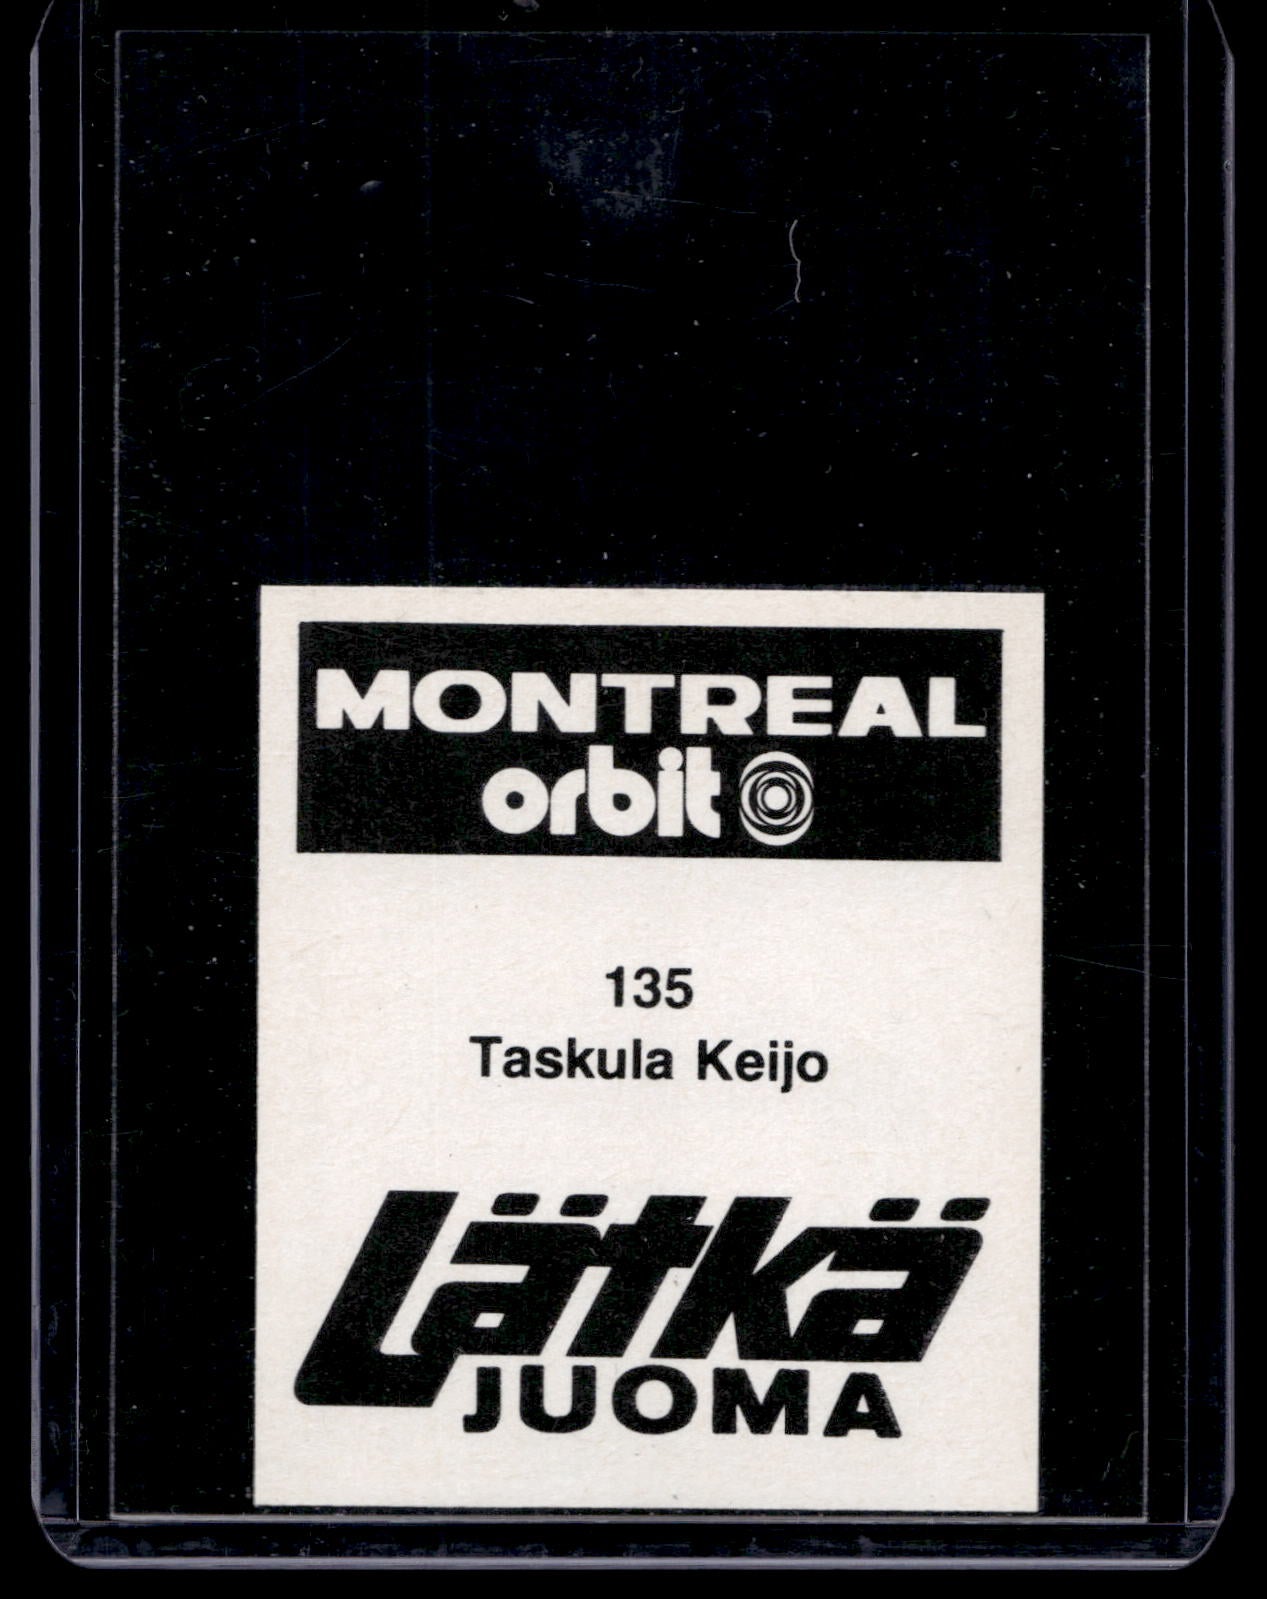 MONTREAL
orbit
135
Taskula Keijo
Lätkä
JUOMA